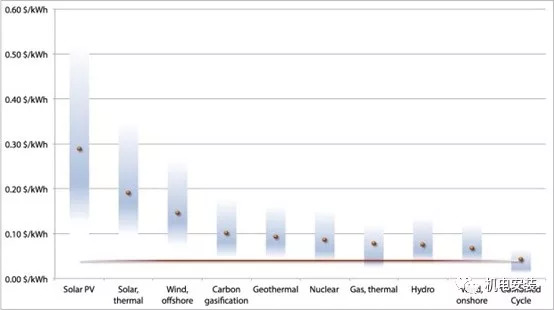 0.60 $/kWh
0.50 $/kWh
0.40 $/kWh
0.30 $/kWh
0.20 $/kWh
0.10 $/kWh
0.00 $/kWh
Solar PV
Solar,
thermal
Wind,
offshore
Carbon
gasification
Geothermal
Nuclear
Gas, thermal
Hydro
onshore
Cycle
机电安装